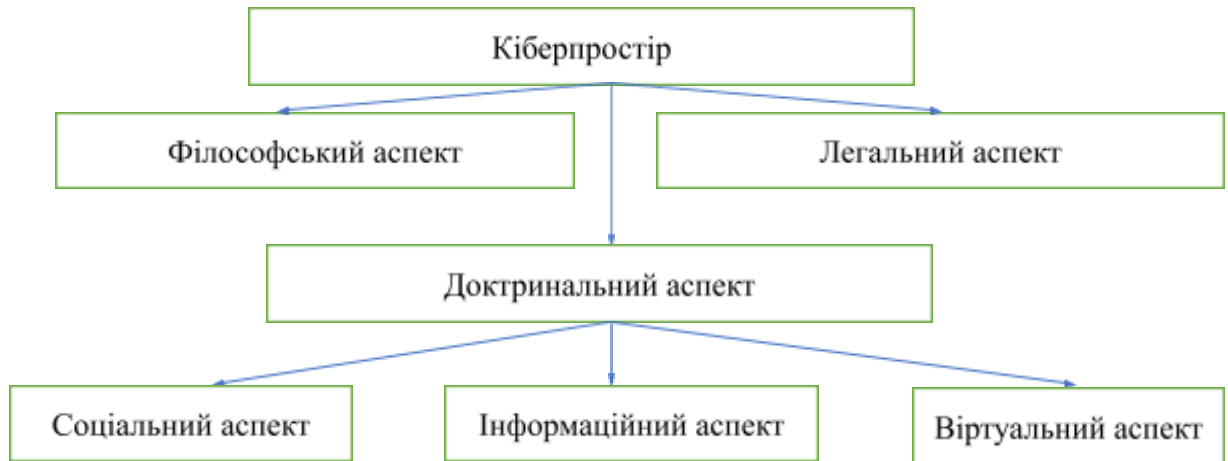 Кіберпростір
Філософський аспект
Легальний аспект
Доктринальний аспект
Соціальний аспект
Інформаційний аспект
Віртуальний аспект